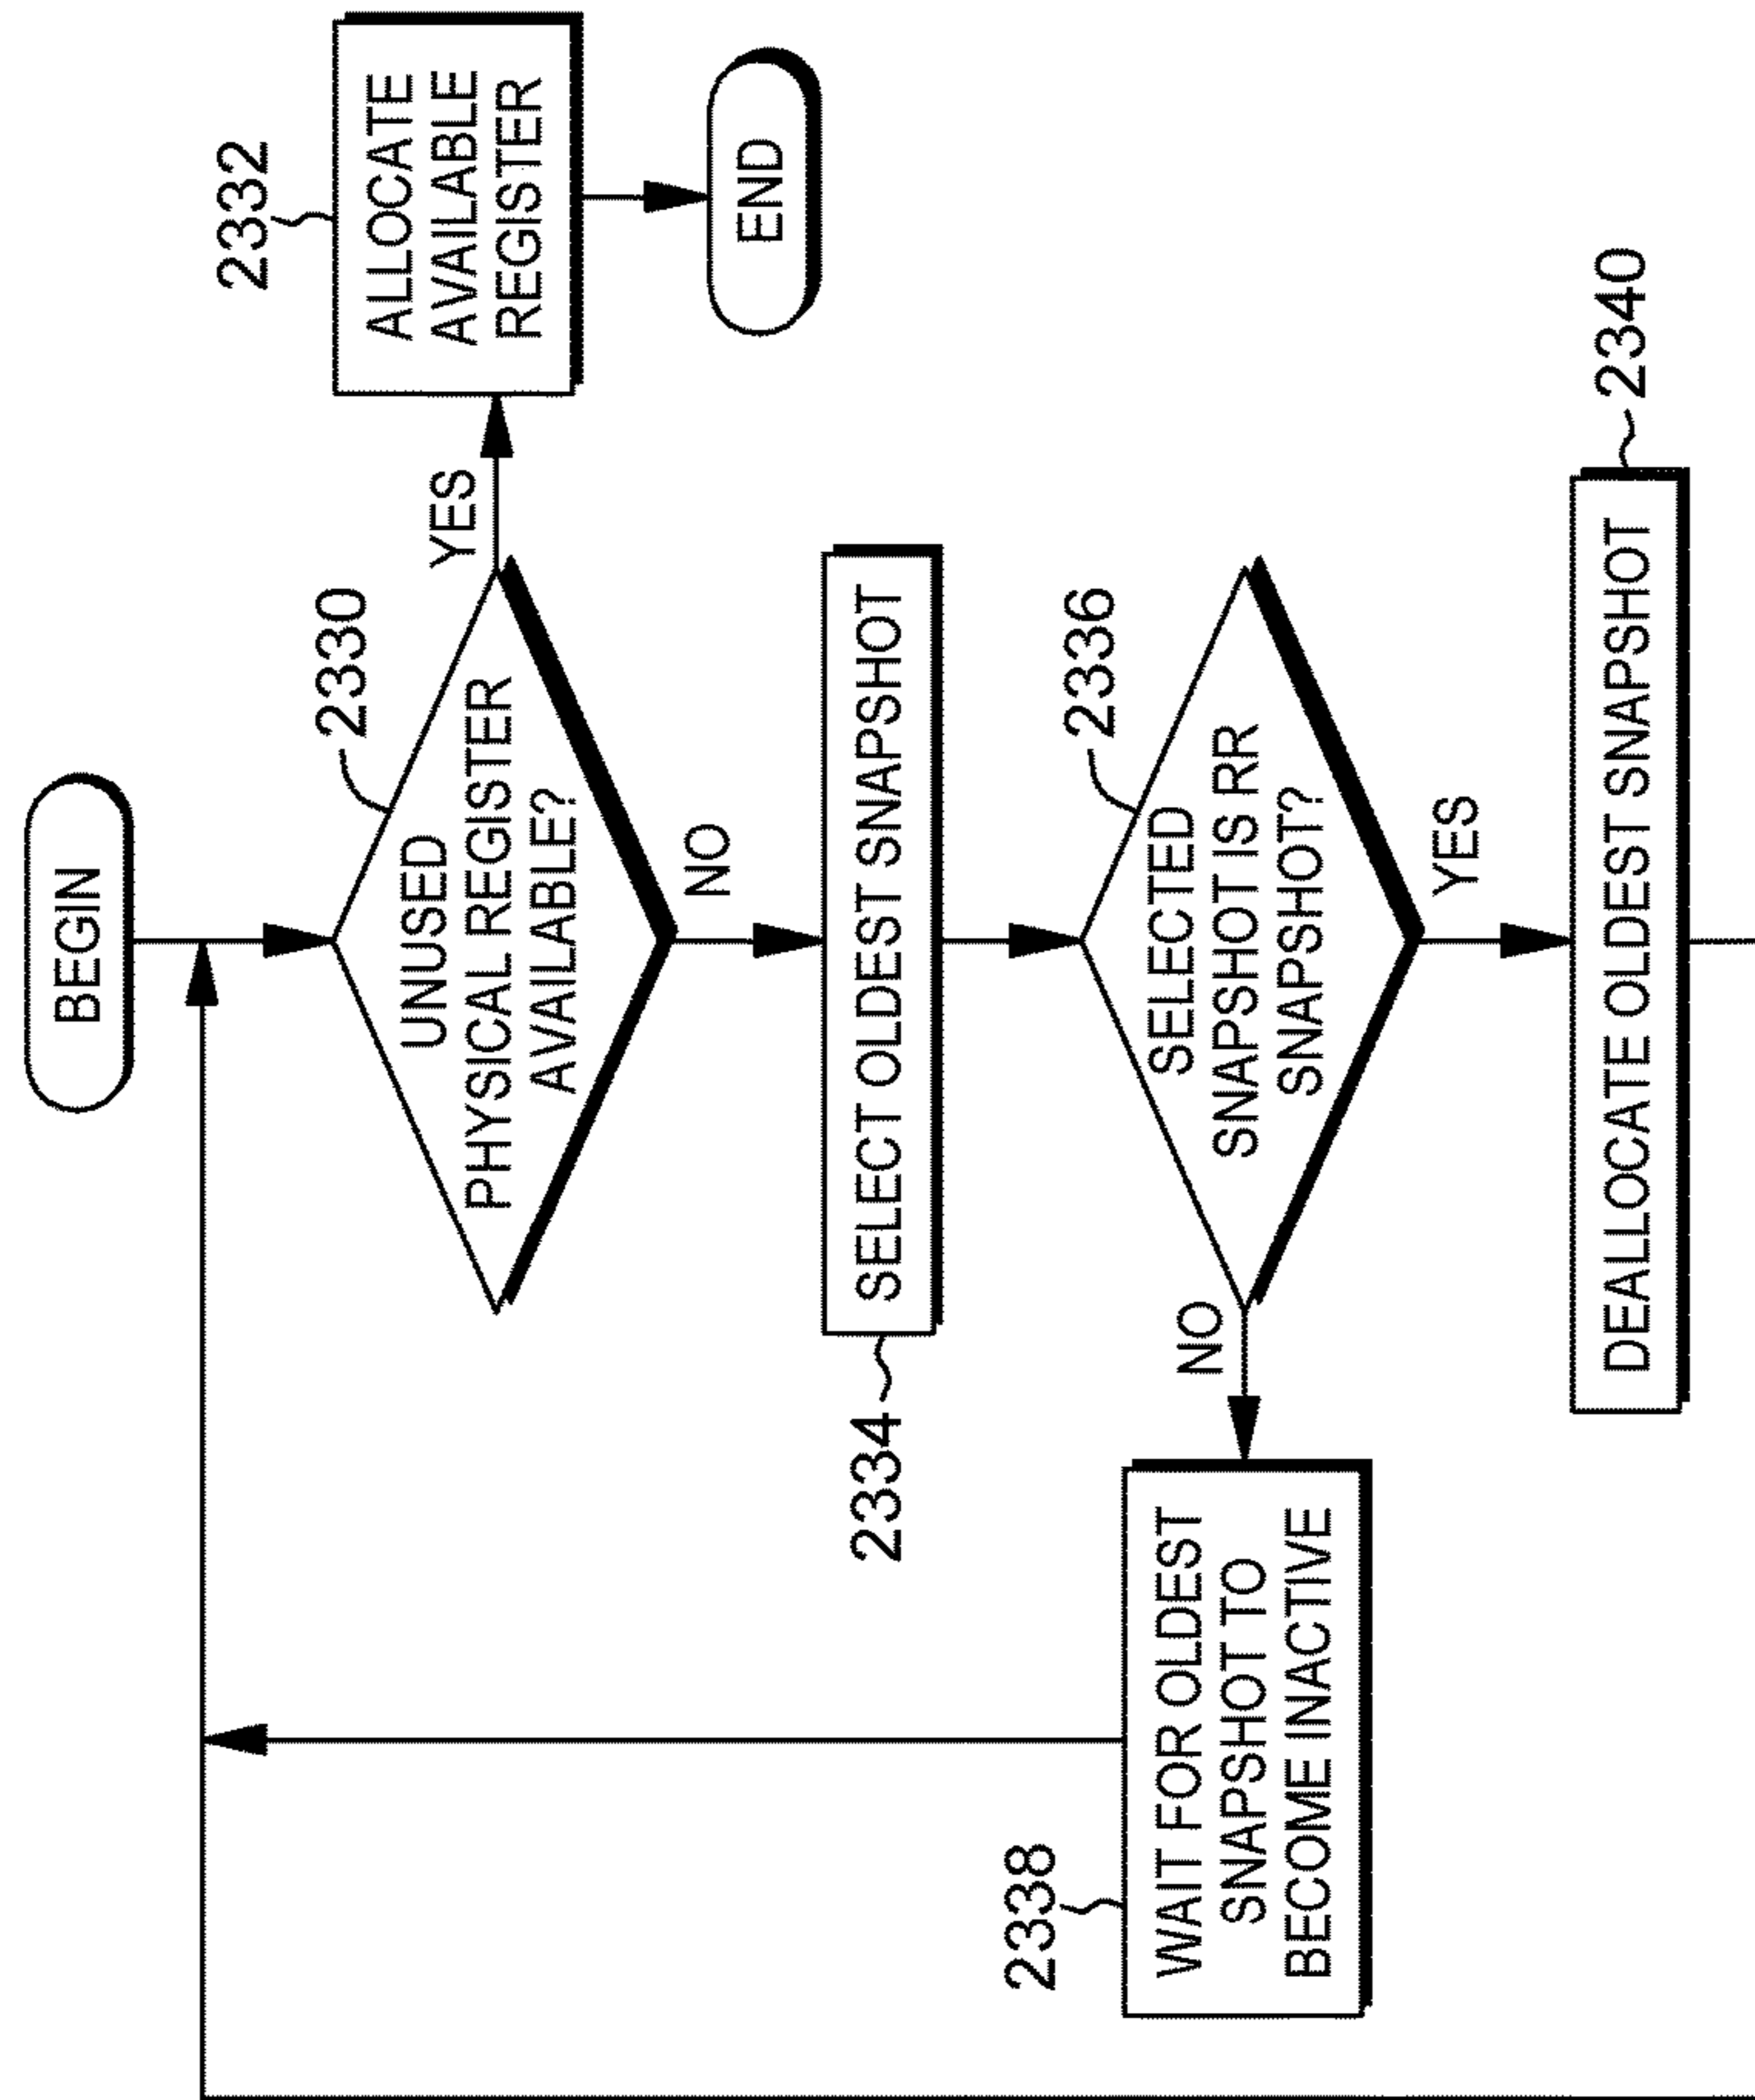 BEGIN
2330
UNUSED
PHYSICAL REGISTER
AVAILABLE?
YES
2332
ALLOCATE
AVAILABLE
REGISTER
END
NO
2334
SELECT OLDEST SNAPSHOT
2336
SELECTED
SNAPSHOT IS RR
SNAPSHOT?
NO
2338
WAIT FOR OLDEST
SNAPSHOT TO
BECOME INACTIVE
YES
DEALLOCATE OLDEST SNAPSHOT
2340